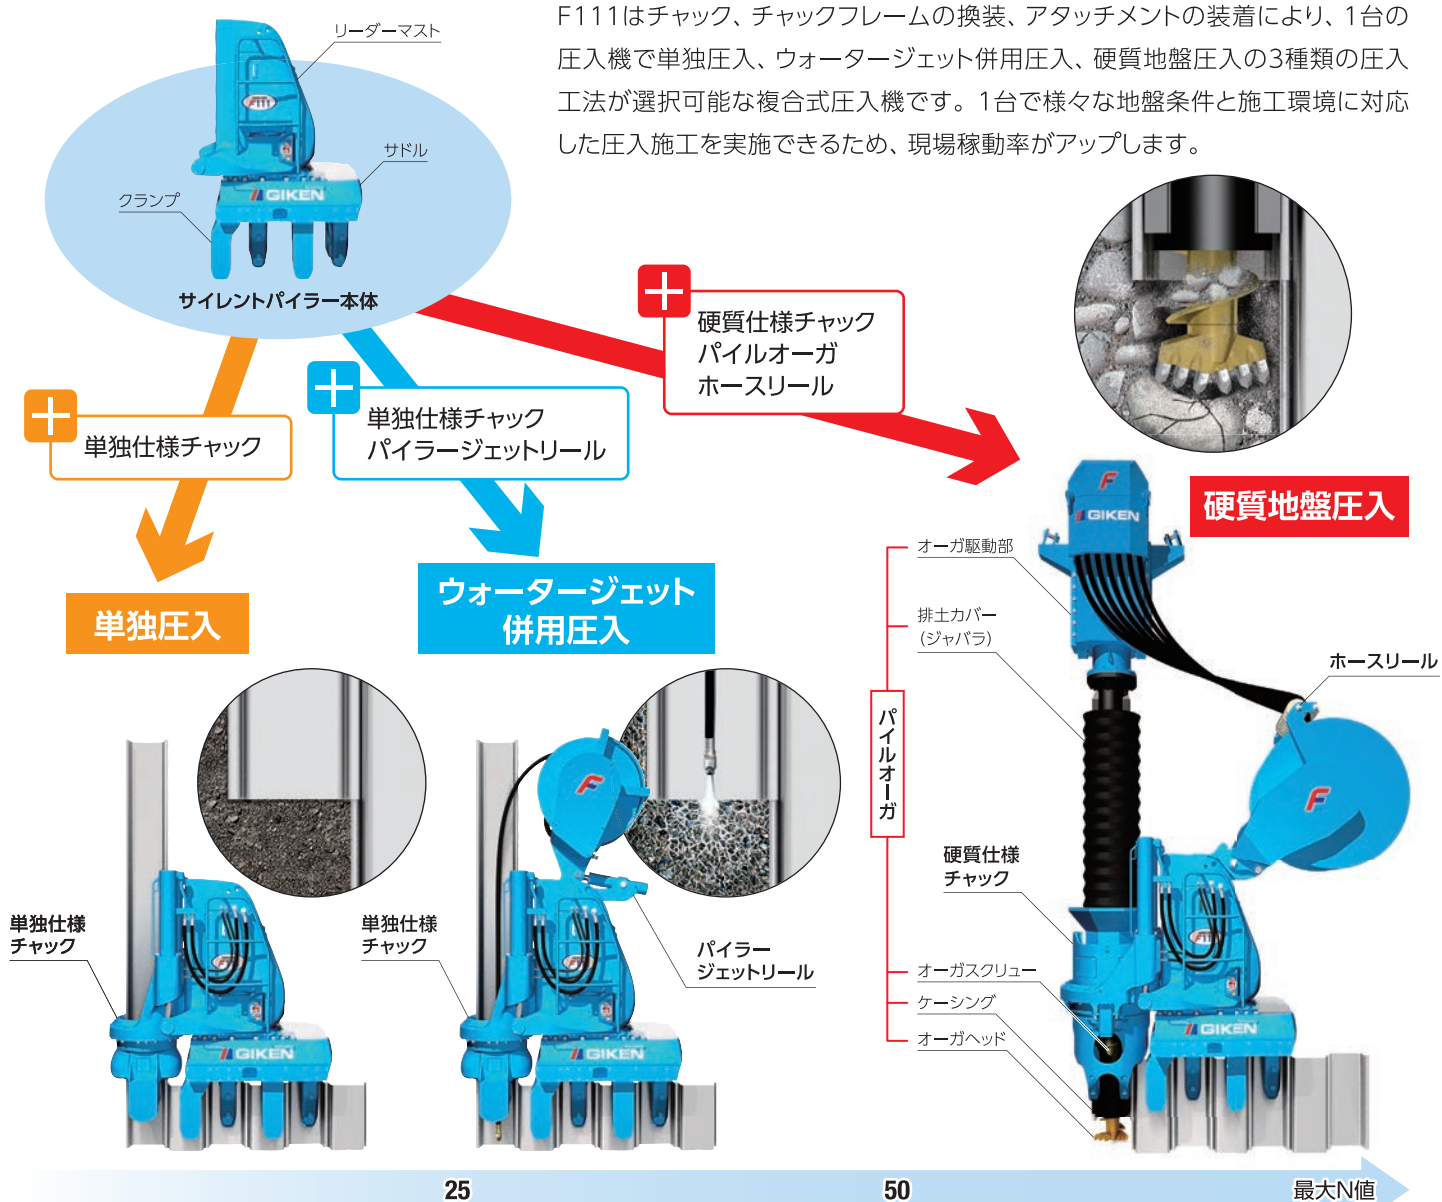 F111はチャック、チャックフレームの換装、アタッチメントの装着により、1台の
圧入機で単独圧入、ウォータージェット併用圧入、硬質地盤圧入の3種類の圧入
工法が選択可能な複合式圧入機です。1台で様々な地盤条件と施工環境に対応
した圧入施工を実施できるため、現場稼動率がアップします。
リーダーマスト
F111
サドル
GIKEN
クランプ
サイレントパイラー本体
硬質仕様チャック
パイルオーガ
ホースリール
単独仕様チャック
パイラージェットリール
単独仕様チャック
硬質地盤圧入
単独圧入
ウォータージェット
併用圧入
F
GIKEN
オーガ駆動部
排土カバー
(ジャバラ)
ホースリール
パイルオーガ
F
F
硬質仕様
チャック
単独仕様
チャック
単独仕様
チャック
パイラー
ジェットリール
F111
F111
F111
オーガスクリュー
ケーシング
オーガヘッド
GIKEN
GIKEN
GIKEN
25
50
最大N値